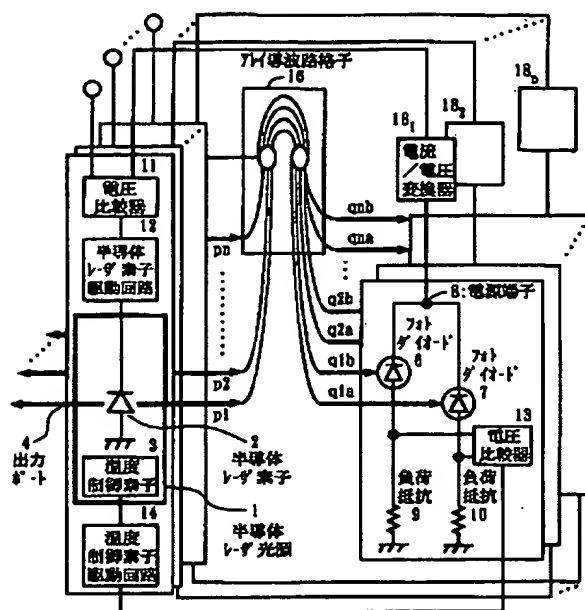 アレイ導波路格子
16
18₁
18₂
18ₙ
電流
/電圧
変換器
11
電圧
比較器
12
半導体
レーザ素子
駆動回路
pn
p2
p1
qnb
qna
q2b
q2a
q1b
q1a
8:電源端子
フォト
ダイオード
6
フォト
ダイオード
7
13
電圧
比較器
負荷
抵抗
9
負荷
抵抗
10
4
出力
ポート
3
温度
制御素子
2
半導体
レーザ素子
1
半導体
レーザ光源
14
温度
制御素子
駆動回路